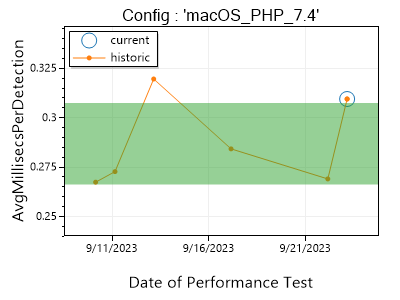 Config : 'macOS_PHP_7.4'
current
historic
AvgMillisecsPerDetection
0.325
0.3
0.275
0.25
9/11/2023
9/16/2023
9/21/2023
Date of Performance Test